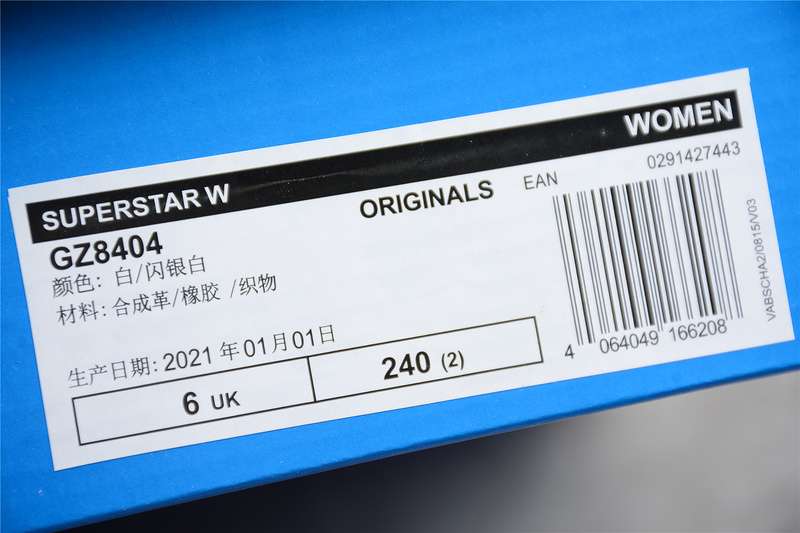 SUPERSTAR W
WOMEN
GZ8404
ORIGINALS
EAN
0291427443
颜色: 白/闪银白
材料: 合成革/橡胶 /织物
生产日期: 2021 年 01月 01日
6 UK
240 (2)
4 064049 166208
VABSCHA2/0815/V03